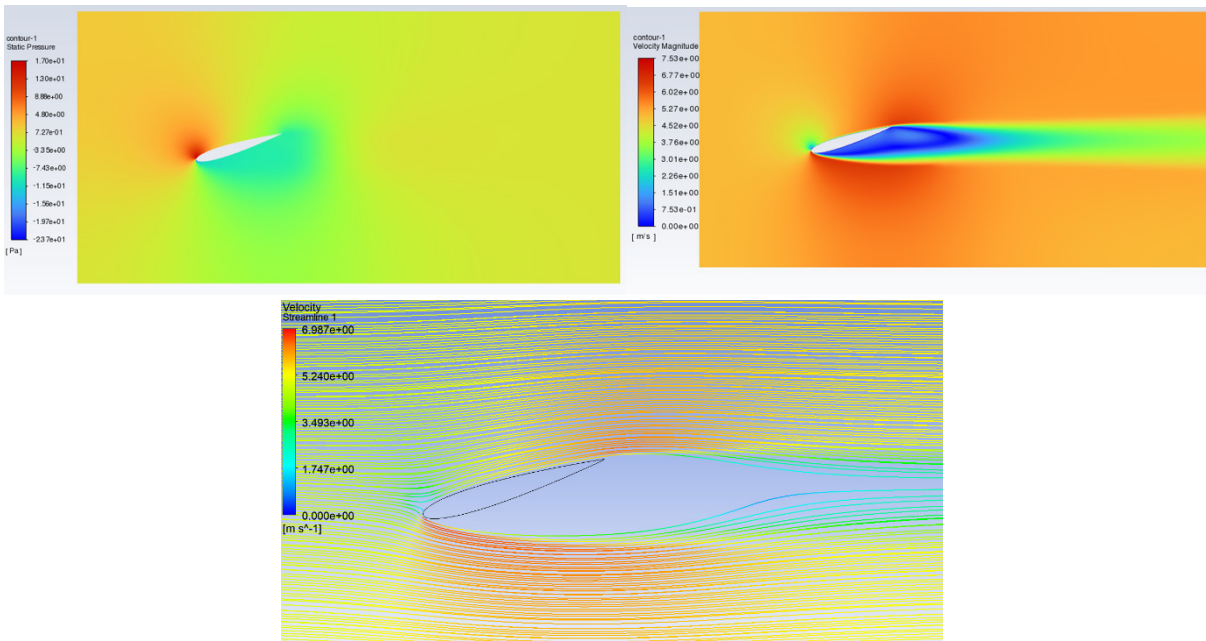 contour-1
Static Pressure
1.70e+01
1.30e+01
8.88e+00
4.80e+00
7.27e-01
-3.35e+00
-7.43e+00
-1.15e+01
-1.56e+01
-1.97e+01
-2.37e+01
[ Pa ]
contour-1
Velocity Magnitude
7.53e+00
6.77e+00
6.02e+00
5.27e+00
4.52e+00
3.76e+00
3.01e+00
2.26e+00
1.51e+00
7.53e-01
0.00e+00
[ m/s ]
Velocity
Streamline 1
6.987e+00
5.240e+00
3.493e+00
1.747e+00
0.000e+00
[m s^-1]